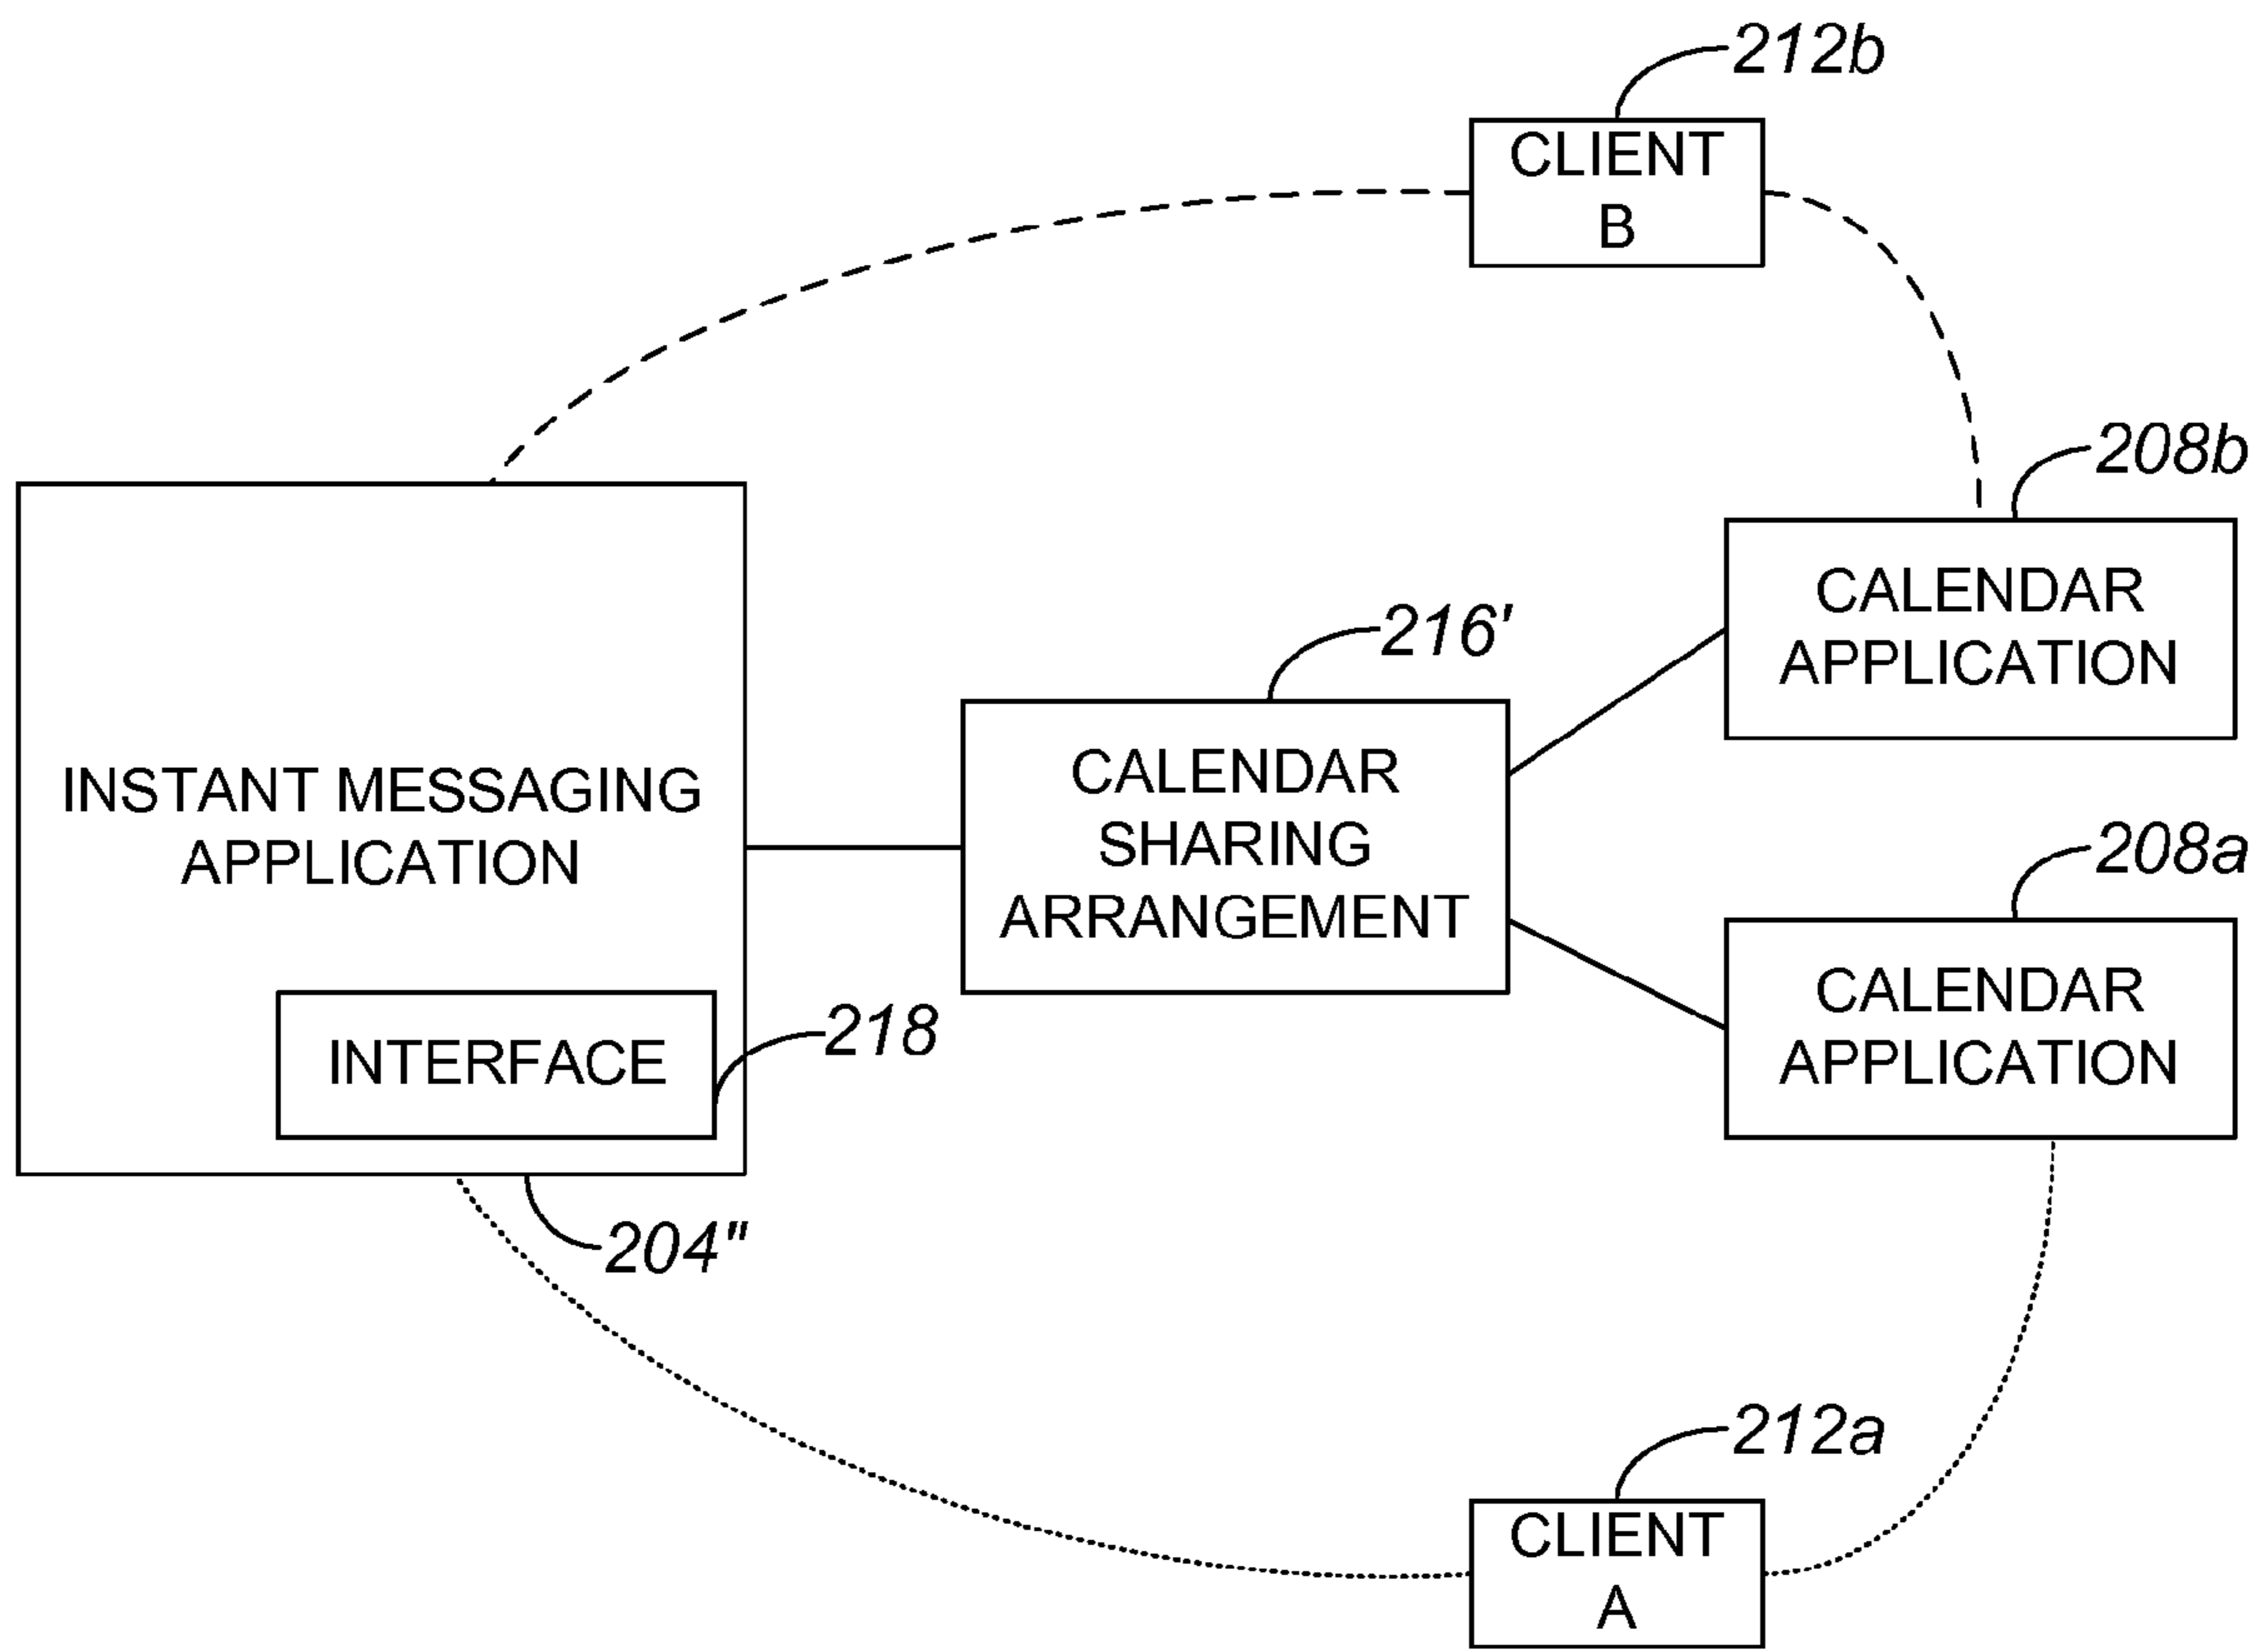 212b
CLIENT
B
208b
CALENDAR
APPLICATION
216'
CALENDAR
SHARING
ARRANGEMENT
INSTANT MESSAGING
APPLICATION
208a
CALENDAR
APPLICATION
INTERFACE
218
204"
212a
CLIENT
A